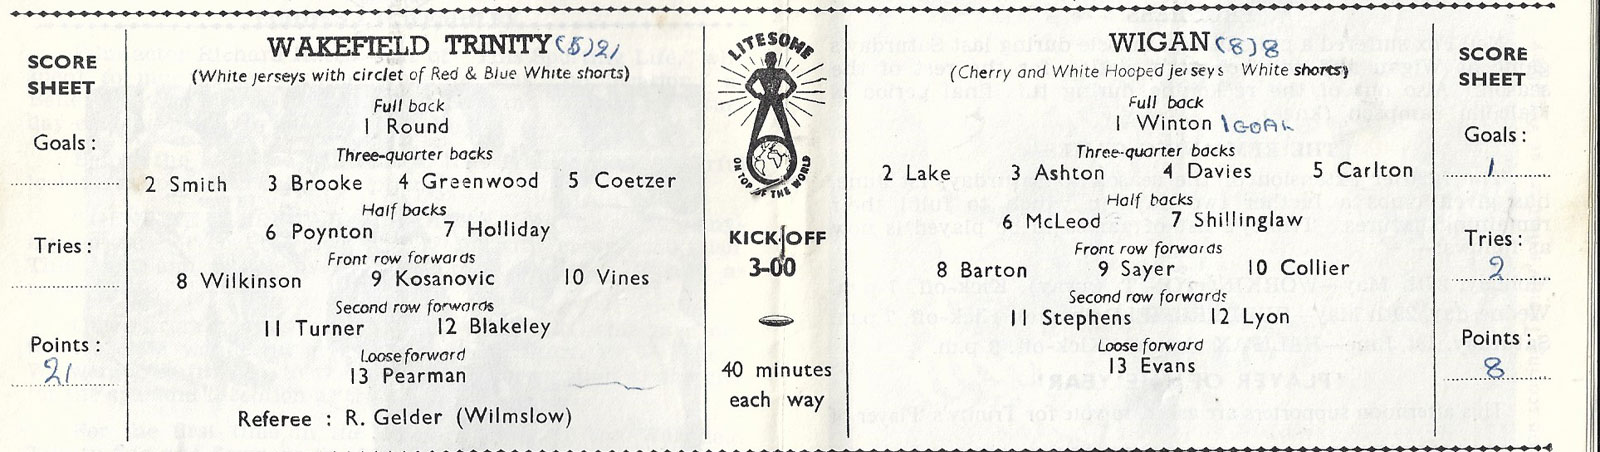 SCORE SHEET
Goals :
Tries :
Points :
21
WAKEFIELD TRINITY (5) 21
(White jerseys with circlet of Red & Blue White shorts)
Full back
1 Round
Three-quarter backs
2 Smith 3 Brooke 4 Greenwood 5 Coetzer
Half backs
6 Poynton 7 Holliday
Front row forwards
8 Wilkinson 9 Kosanovic 10 Vines
Second row forwards
11 Turner 12 Blakeley
Loose forward
13 Pearman
Referee : R. Gelder (Wilmslow)
LITESOME
ON TOP OF THE WORLD
KICK OFF
3-00
40 minutes
each way
WIGAN (8) 8
(Cherry and White Hooped jerseys White shorts)
Full back
1 Winton 1 GOAL
Three-quarter backs
2 Lake 3 Ashton 4 Davies 5 Carlton
Half backs
6 McLeod 7 Shillinglaw
Front row forwards
8 Barton 9 Sayer 10 Collier
Second row forwards
11 Stephens 12 Lyon
Loose forward
13 Evans
SCORE
SHEET
Goals :
1
Tries :
2
Points :
8